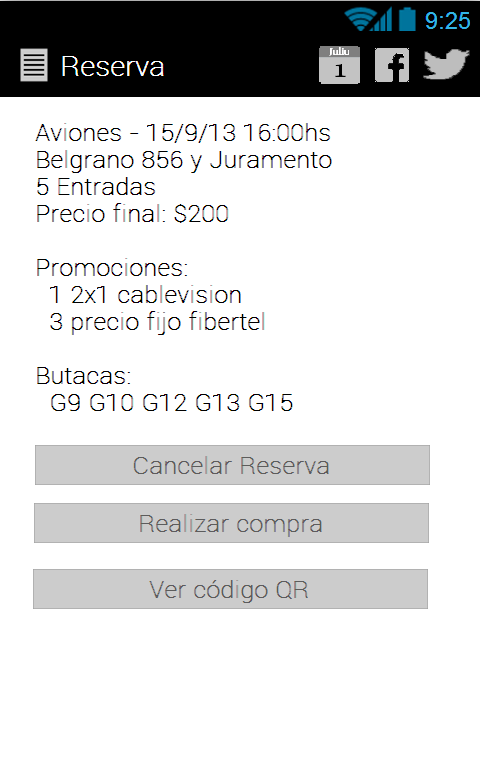 9:25
Reserva
Juliu
1
Aviones - 15/9/13 16:00hs
Belgrano 856 y Juramento
5 Entradas
Precio final: $200
Promociones:
1 2x1 cablevision
3 precio fijo fibertel
Butacas:
G9 G10 G12 G13 G15
Cancelar Reserva
Realizar compra
Ver código QR